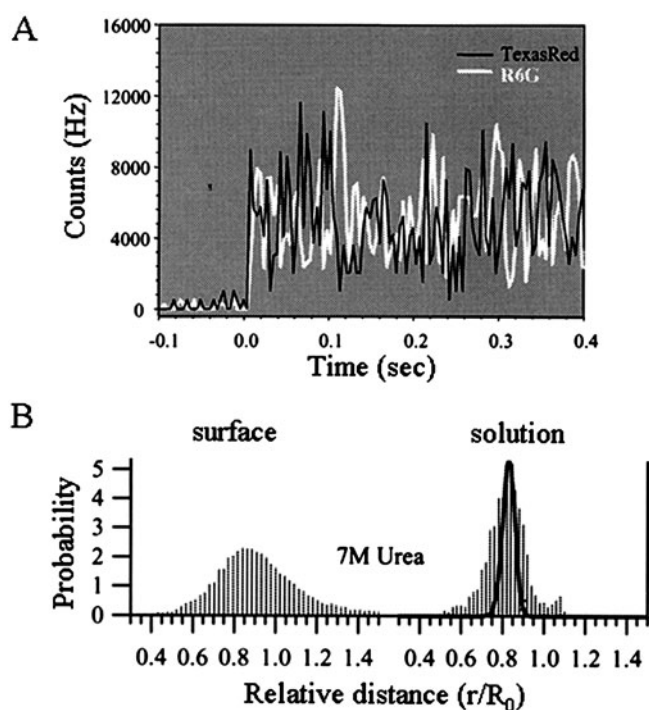 A
16000
12000
8000
4000
0
Counts (Hz)
TexasRed
R6G
-0.1 0.0 0.1 0.2 0.3 0.4
Time (sec)
B
surface solution
5
4
3
2
1
0
Probability
7M Urea
0.4 0.6 0.8 1.0 1.2 1.4 0.4 0.6 0.8 1.0 1.2 1.4
Relative distance (r/R₀)